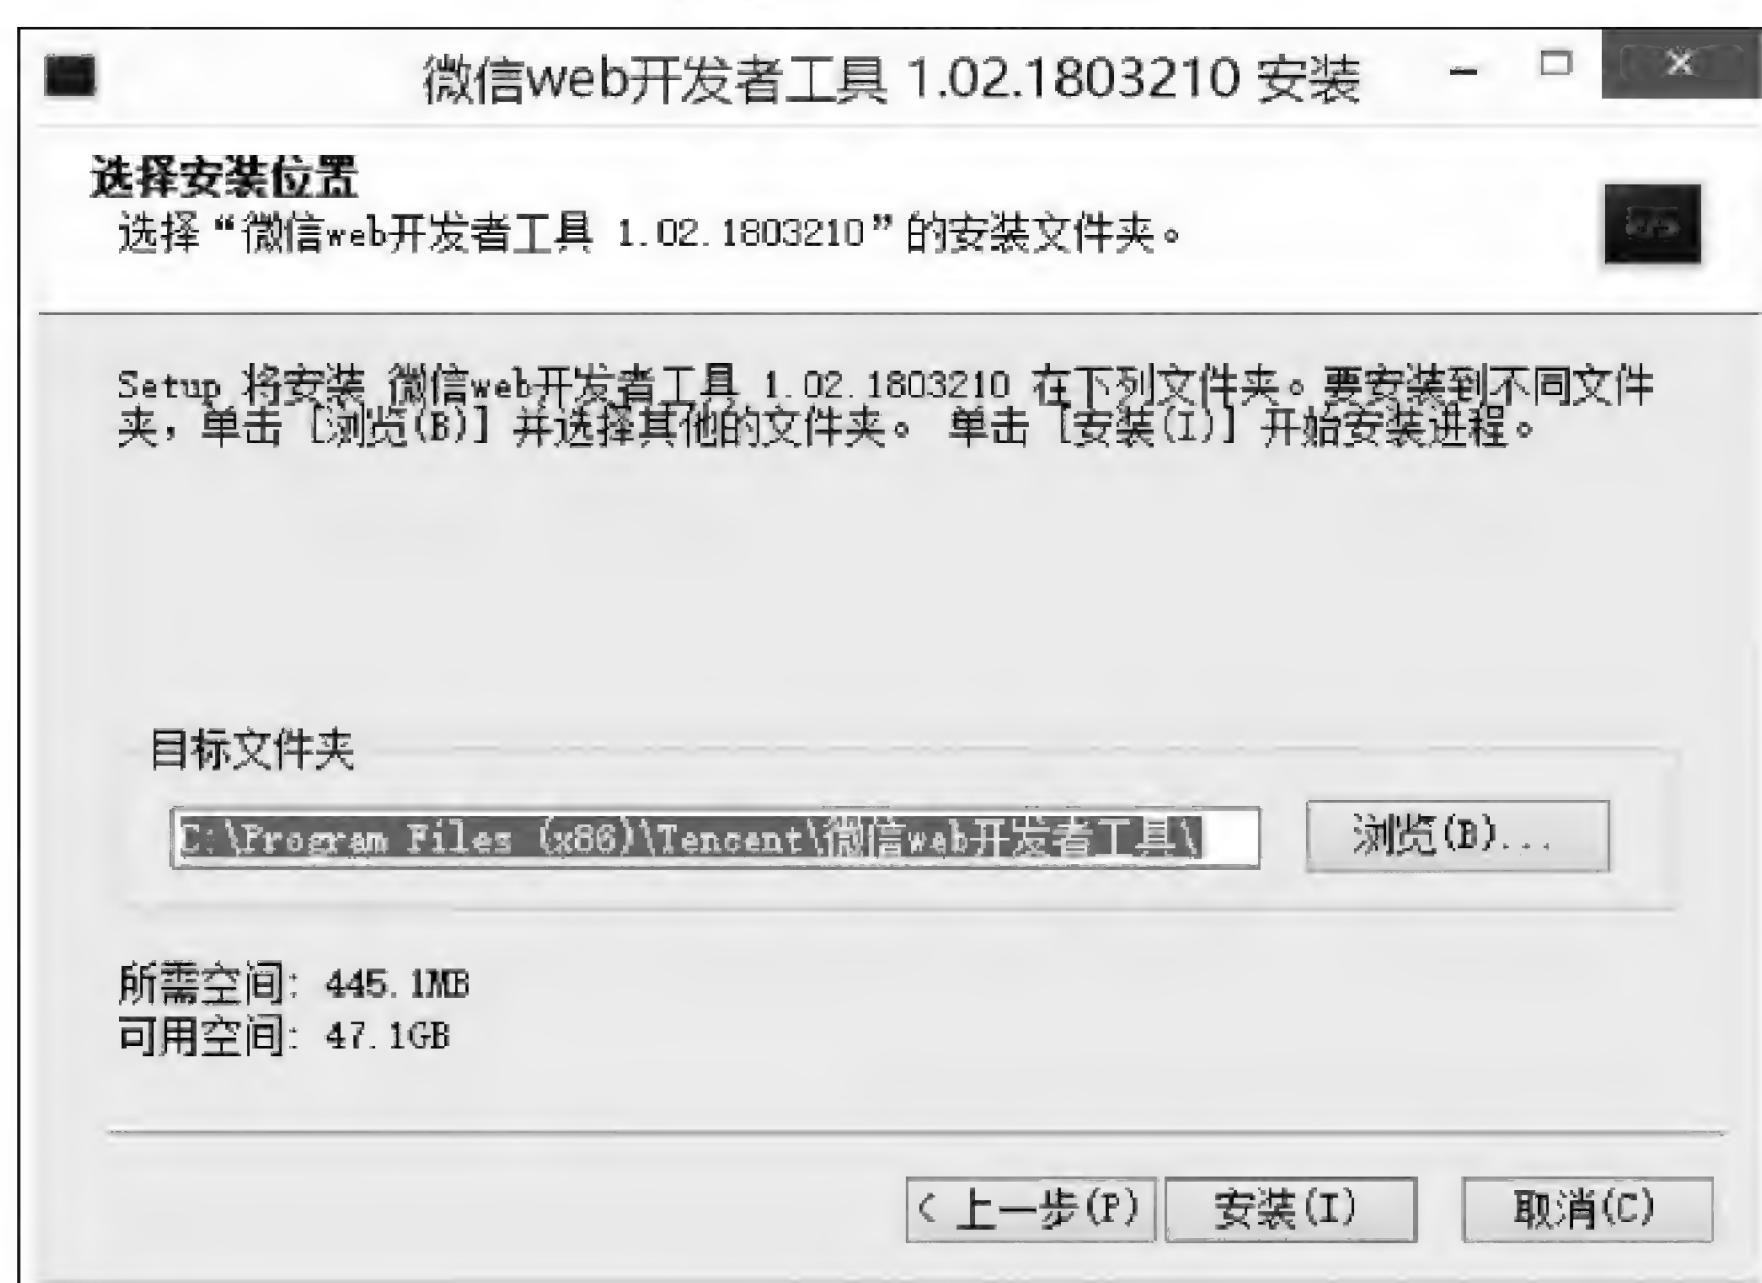 微信web开发者工具 1.02.1803210 安装
选择安装位置
选择“微信web开发者工具 1.02.1803210”的安装文件夹。
Setup 将安装 微信web开发者工具 1.02.1803210 在下列文件夹。要安装到不同文件
夹，单击 [浏览(B)] 并选择其他的文件夹。 单击 [安装(I)] 开始安装进程。
目标文件夹
C:\Program Files (x86)\Tencent\微信web开发者工具\
浏览(B)...
所需空间: 445.1MB
可用空间: 47.1GB
< 上一步(P)
安装(I)
取消(C)